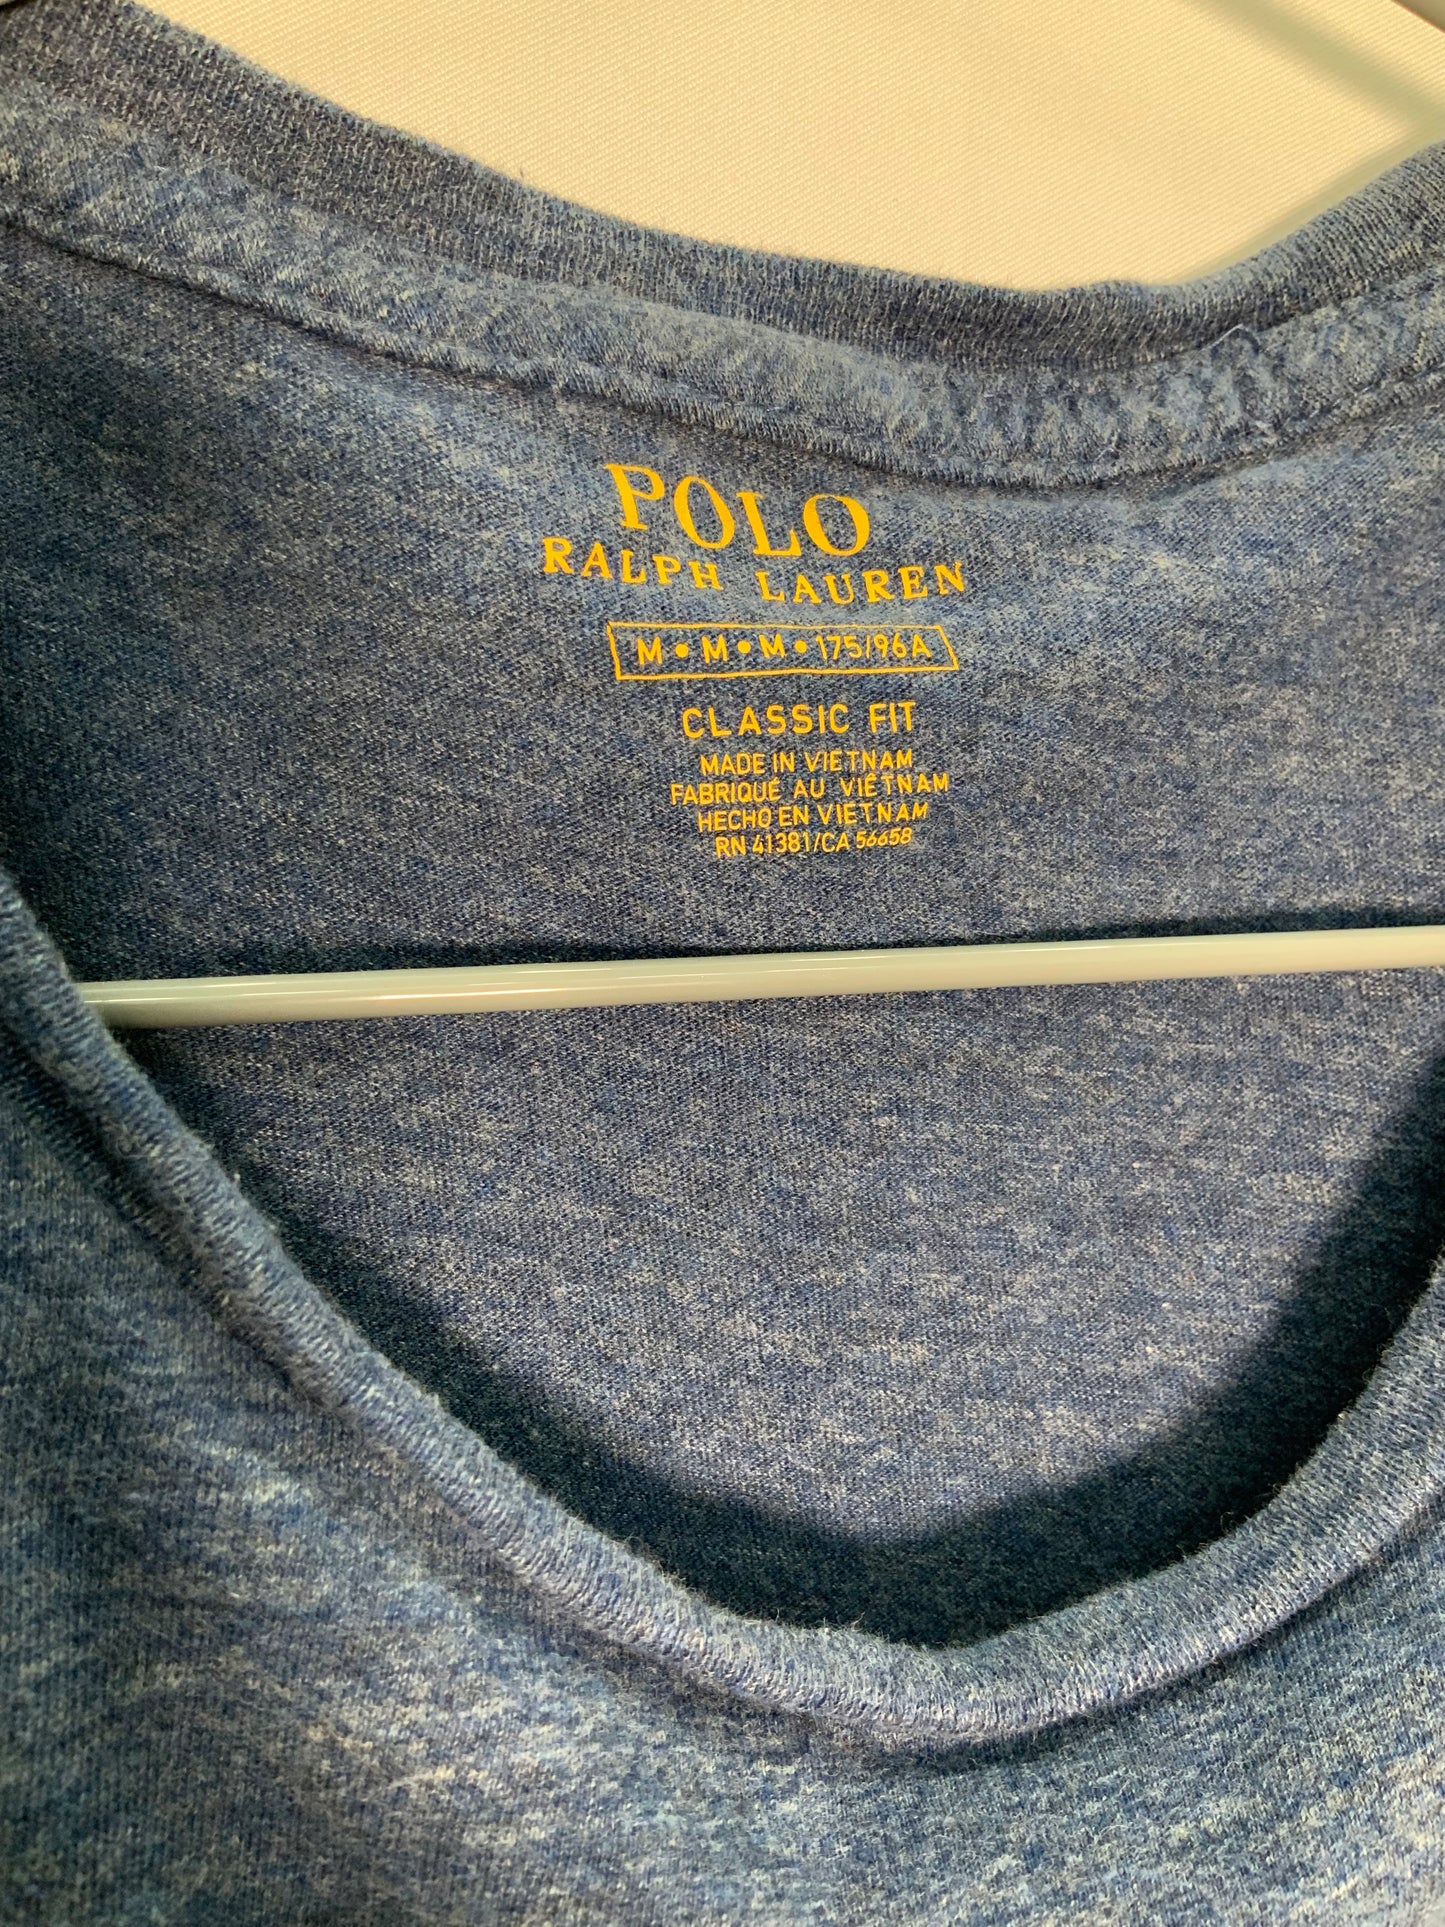 POLO
RALPH LAUREN
M • M • M • 175/96A
CLASSIC FIT
MADE IN VIETNAM
FABRIQUÉ AU VIÊTNAM
HECHO EN VIETNAM
RN 41381/CA 56658